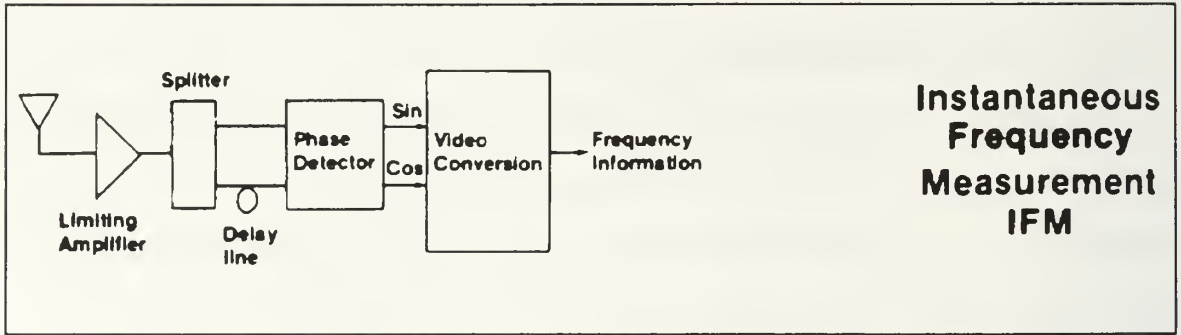 Splitter
Limiting
Amplifier
Delay
line
Phase
Detector
Sin
Cos
Video
Conversion
Frequency
Information
Instantaneous
Frequency
Measurement
IFM